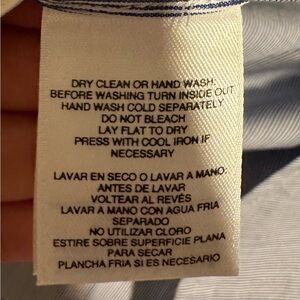 DRY CLEAN OR HAND WASH:
BEFORE WASHING TURN INSIDE OUT
HAND WASH COLD SEPARATELY
DO NOT BLEACH
LAY FLAT TO DRY
PRESS WITH COOL IRON IF
NECESSARY
LAVAR EN SECO O LAVAR A MANO:
ANTES DE LAVAR
VOLTEAR AL REVÉS
LAVAR A MANO CON AGUA FRIA
SEPARADO
NO UTILIZAR CLORO
ESTIRE SOBRE SUPERFICIE PLANA
PARA SECAR
PLANCHA FRIA SI ES NECESARIO